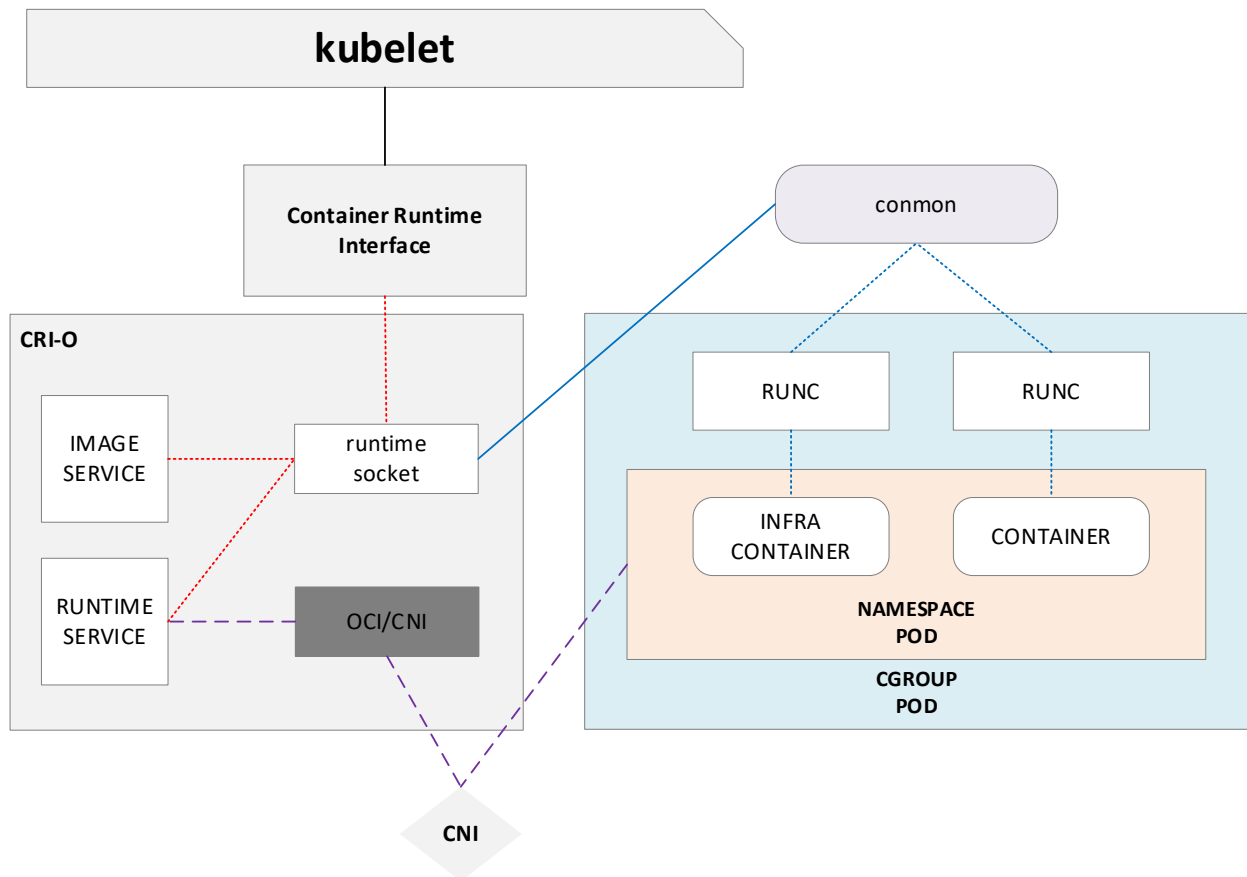 kubelet
Container Runtime
Interface
conmon
CRI-O
IMAGE
SERVICE
runtime
socket
RUNTIME
SERVICE
OCI/CNI
RUNC
RUNC
INFRA
CONTAINER
CONTAINER
NAMESPACE
POD
CGROUP
POD
CNI